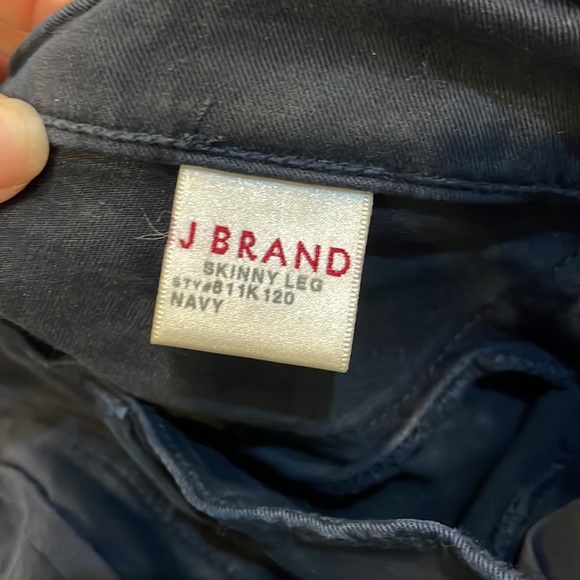 J BRAND
SKINNY LEG
STY#811K120
NAVY